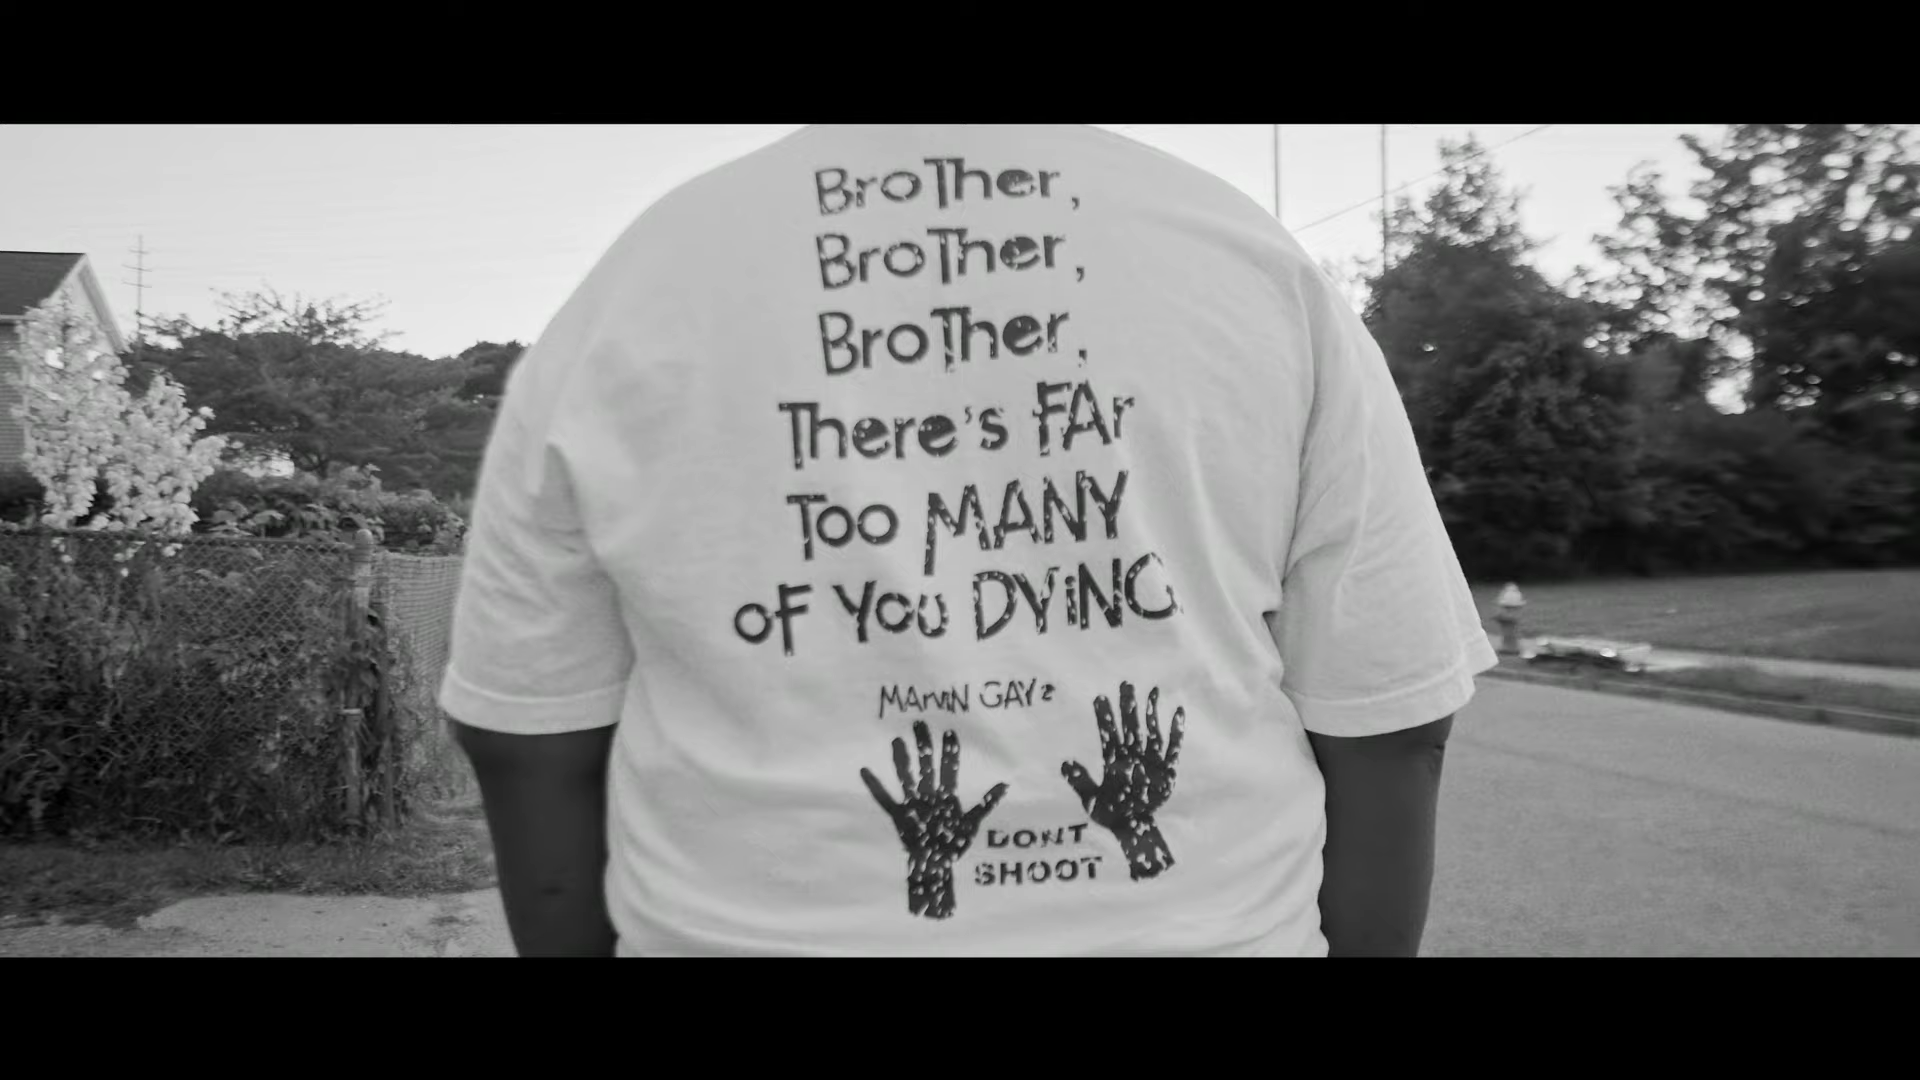 BroTher,
BroTher,
BroTher,
There's FAr
Too MANY
oF You DYiNG
MArviN GAYe
DONT
SHOOT